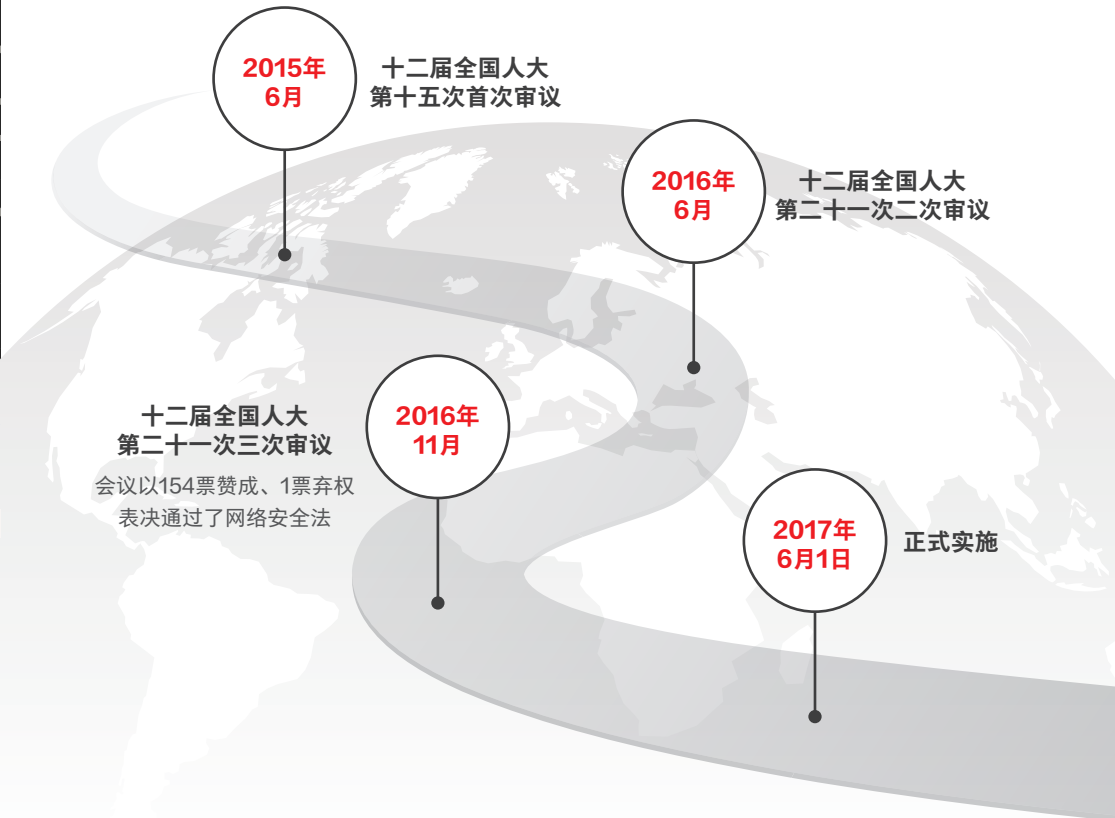 2015年
6月
十二届全国人大
第十五次首次审议
2016年
6月
十二届全国人大
第二十一次二次审议
十二届全国人大
第二十一次三次审议
会议以154票赞成、1票弃权
表决通过了网络安全法
2016年
11月
2017年
6月1日
正式实施